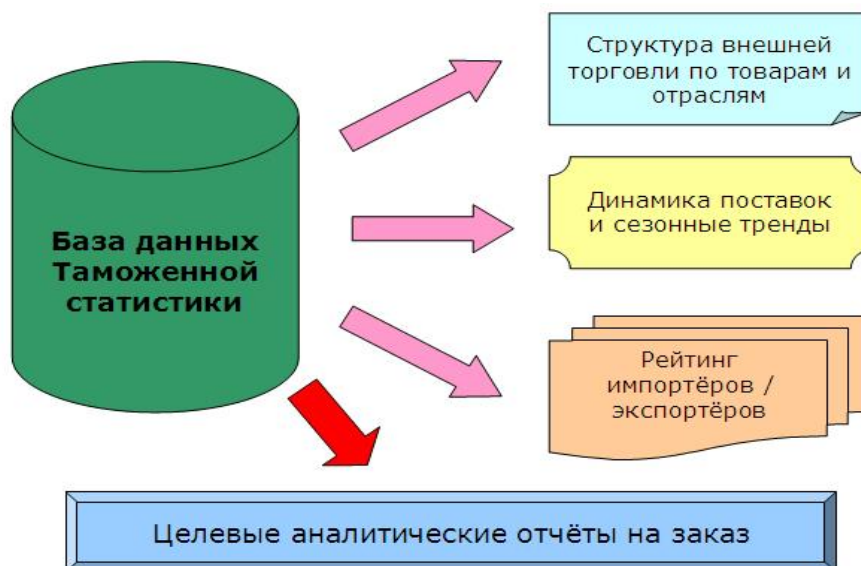 Структура внешней
торговли по товарам и
отраслям
База данных
Таможенной
статистики
Динамика поставок
и сезонные тренды
Рейтинг
импортёров /
экспортёров
Целевые аналитические отчёты на заказ